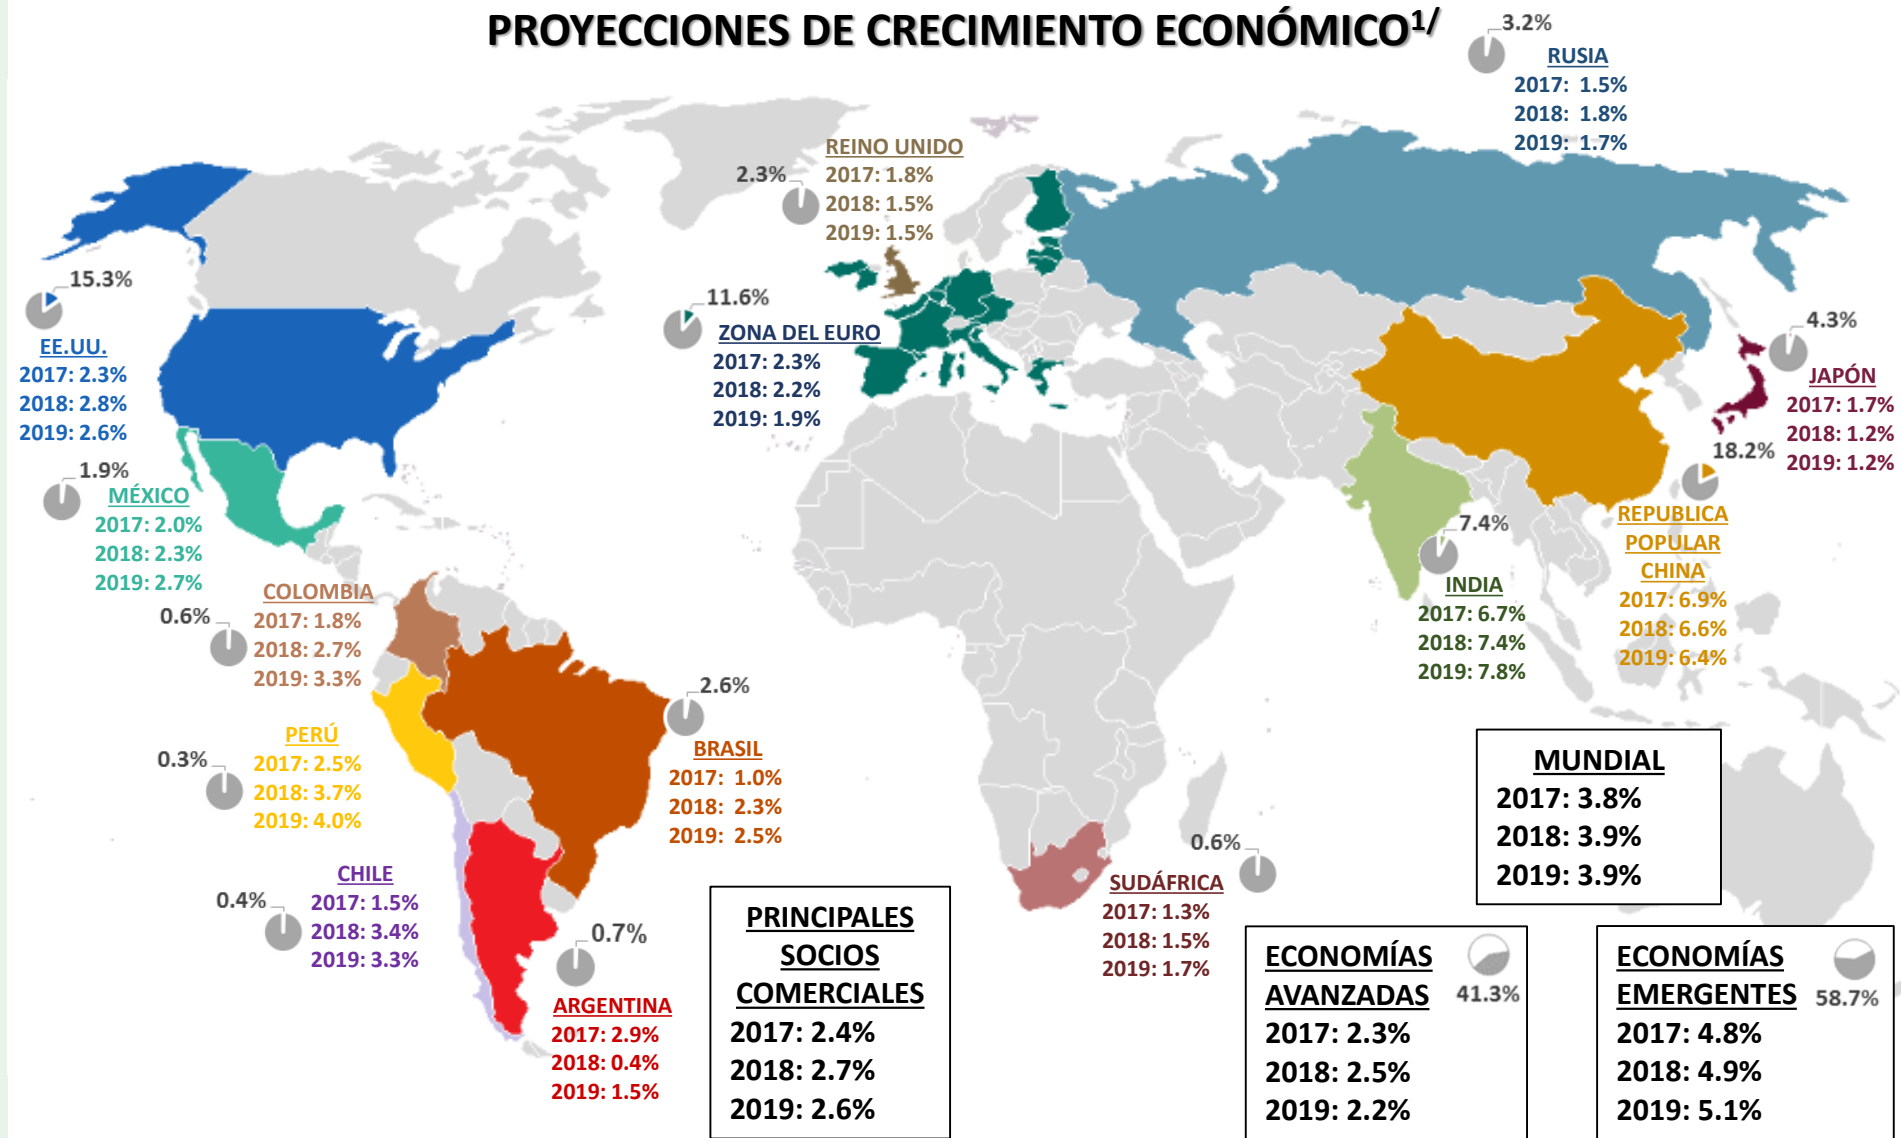 PROYECCIONES DE CRECIMIENTO ECONÓMICO1/
3.2%
RUSIA
2017: 1.5%
2018: 1.8%
2019: 1.7%
2.3%
REINO UNIDO
2017: 1.8%
2018: 1.5%
2019: 1.5%
15.3%
EE.UU.
2017: 2.3%
2018: 2.8%
2019: 2.6%
11.6%
ZONA DEL EURO
2017: 2.3%
2018: 2.2%
2019: 1.9%
4.3%
JAPÓN
2017: 1.7%
2018: 1.2%
2019: 1.2%
18.2%
REPUBLICA
POPULAR
CHINA
2017: 6.9%
2018: 6.6%
2019: 6.4%
1.9%
MÉXICO
2017: 2.0%
2018: 2.3%
2019: 2.7%
7.4%
INDIA
2017: 6.7%
2018: 7.4%
2019: 7.8%
0.6%
COLOMBIA
2017: 1.8%
2018: 2.7%
2019: 3.3%
2.6%
BRASIL
2017: 1.0%
2018: 2.3%
2019: 2.5%
0.3%
PERÚ
2017: 2.5%
2018: 3.7%
2019: 4.0%
0.4%
CHILE
2017: 1.5%
2018: 3.4%
2019: 3.3%
0.7%
ARGENTINA
2017: 2.9%
2018: 0.4%
2019: 1.5%
0.6%
SUDÁFRICA
2017: 1.3%
2018: 1.5%
2019: 1.7%
MUNDIAL
2017: 3.8%
2018: 3.9%
2019: 3.9%
PRINCIPALES
SOCIOS
COMERCIALES
2017: 2.4%
2018: 2.7%
2019: 2.6%
ECONOMÍAS
AVANZADAS
41.3%
2017: 2.3%
2018: 2.5%
2019: 2.2%
ECONOMÍAS
EMERGENTES
58.7%
2017: 4.8%
2018: 4.9%
2019: 5.1%